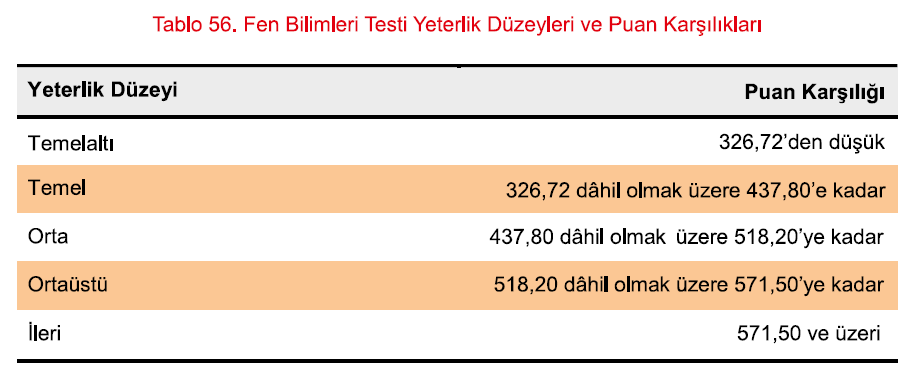 Tablo 56. Fen Bilimleri Testi Yeterlik Düzeyleri ve Puan Karşılıkları
Yeterlik Düzeyi Puan Karşılığı
Temelaltı 326,72’den düşük
Temel 326,72 dâhil olmak üzere 437,80’e kadar
Orta 437,80 dâhil olmak üzere 518,20’ye kadar
Ortaüstü 518,20 dâhil olmak üzere 571,50’ye kadar
İleri 571,50 ve üzeri